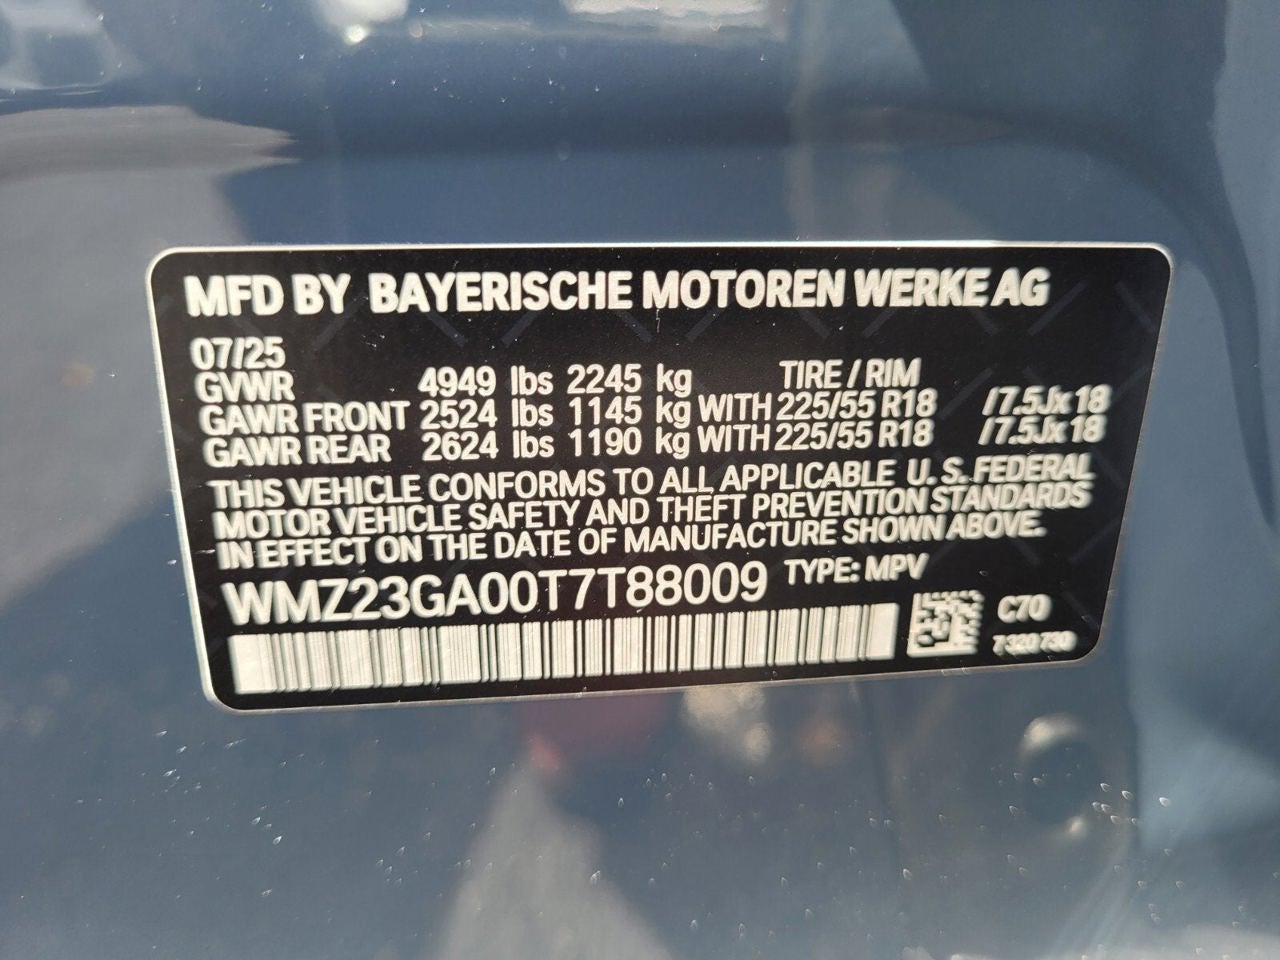 MFD BY BAYERISCHE MOTOREN WERKE AG
07/25
GVWR 4949 lbs 2245 kg TIRE / RIM
GAWR FRONT 2524 lbs 1145 kg WITH 225/55 R18 /7.5Jx18
GAWR REAR 2624 lbs 1190 kg WITH 225/55 R18 /7.5Jx18
THIS VEHICLE CONFORMS TO ALL APPLICABLE U.S. FEDERAL
MOTOR VEHICLE SAFETY AND THEFT PREVENTION STANDARDS
IN EFFECT ON THE DATE OF MANUFACTURE SHOWN ABOVE.
WMZ23GA00T7T88009 TYPE: MPV
C70
7 320 730